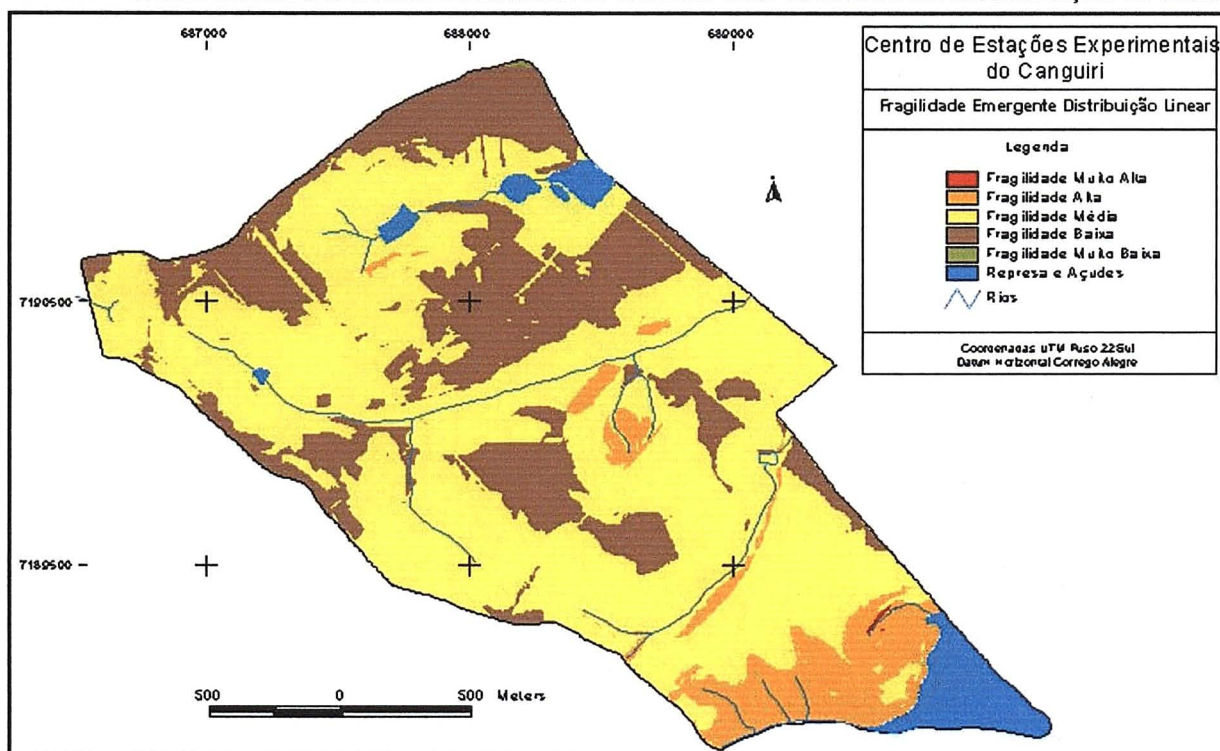 687000 688000 689000
Centro de Estações Experimentais
do Canguiri
Fragilidade Emergente Distribuição Linear
Legenda
Fragilidade Muito Alta
Fragilidade Alta
Fragilidade Média
Fragilidade Baixa
Fragilidade Muito Baixa
Represa e Açudes
Rios
7190500
Coordenadas UTM Fuso 22Sul
Datum Horizontal Corrego Alegre
7189500
500 0 500 Meters